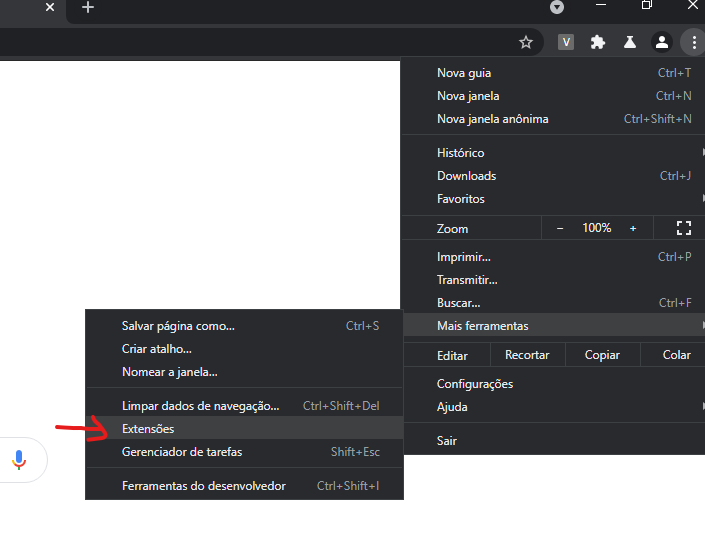 V
Nova guia Ctrl+T
Nova janela Ctrl+N
Nova janela anônima Ctrl+Shift+N
Histórico
Downloads Ctrl+J
Favoritos
Zoom − 100% +
Imprimir... Ctrl+P
Transmitir...
Buscar... Ctrl+F
Mais ferramentas
Editar Recortar Copiar Colar
Configurações
Ajuda
Sair
Salvar página como... Ctrl+S
Criar atalho...
Nomear a janela...
Limpar dados de navegação... Ctrl+Shift+Del
Extensões
Gerenciador de tarefas Shift+Esc
Ferramentas do desenvolvedor Ctrl+Shift+I